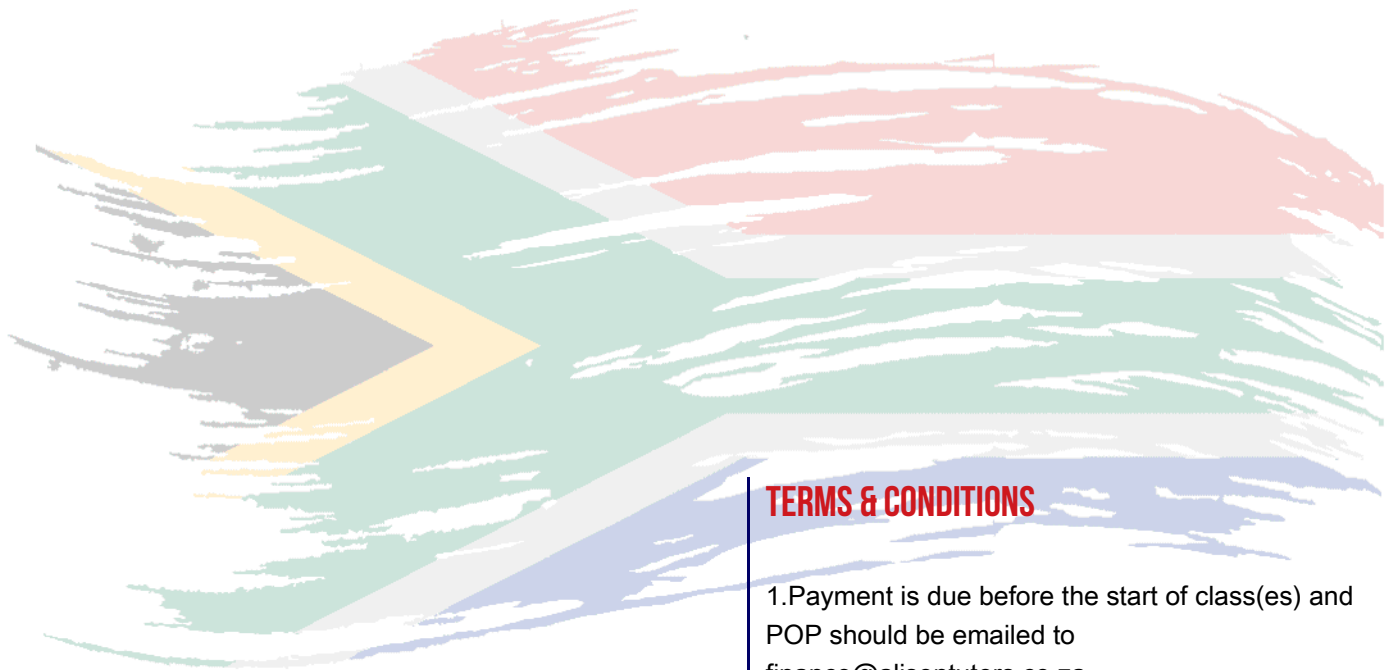 TERMS & CONDITIONS
1.Payment is due before the start of class(es) and
POP should be emailed to